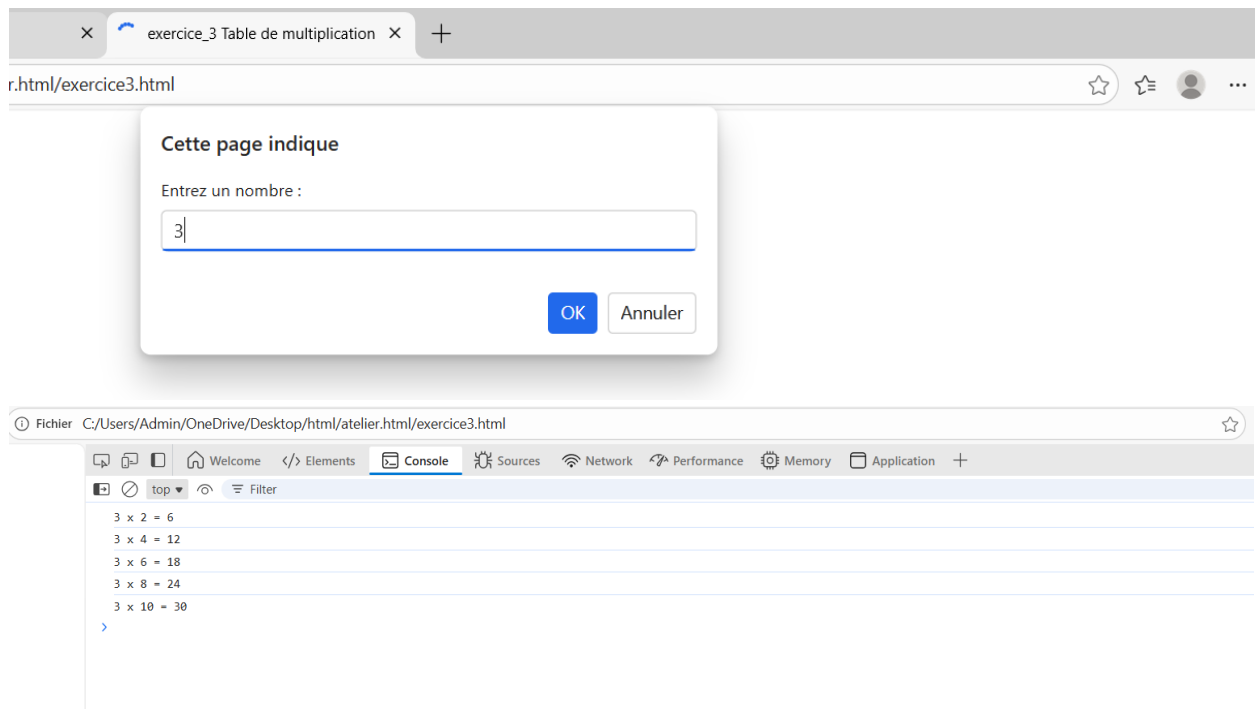 exercice_3 Table de multiplication
r.html/exercice3.html
Cette page indique
Entrez un nombre :
3
OK Annuler
Fichier C:/Users/Admin/OneDrive/Desktop/html/atelier.html/exercice3.html
Welcome </> Elements Console Sources Network Performance Memory Application
top Filter
3 x 2 = 6
3 x 4 = 12
3 x 6 = 18
3 x 8 = 24
3 x 10 = 30
>